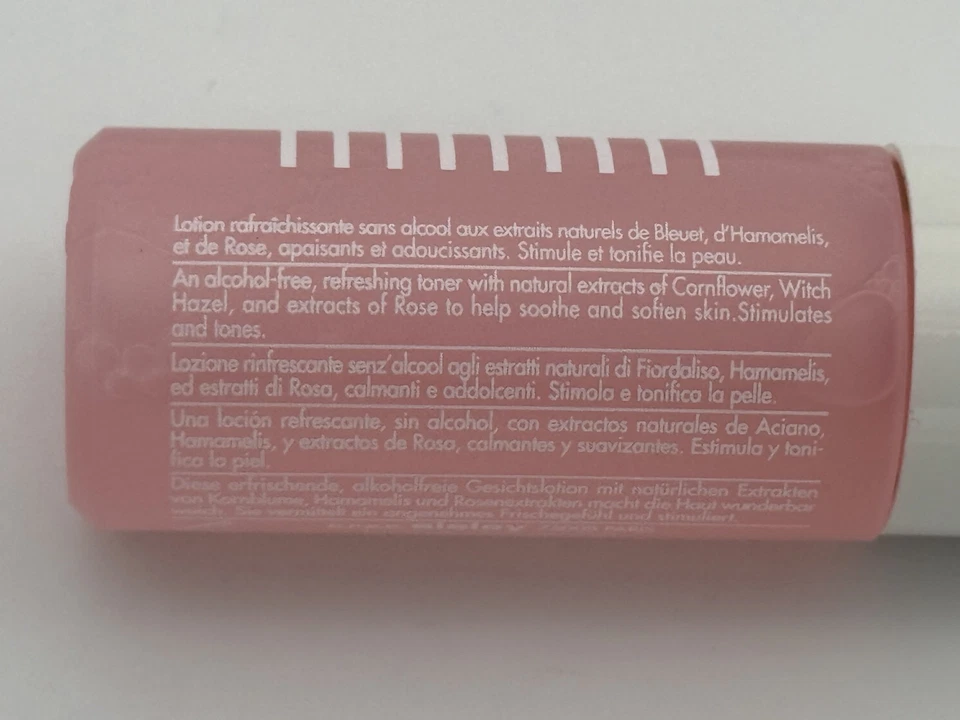 Lotion rafraîchissante sans alcool aux extraits naturels de Bleuet, d'Hamamelis,
et de Rose, apaisants et adoucissants. Stimule et tonifie la peau.
An alcohol-free, refreshing toner with natural extracts of Cornflower, Witch
Hazel, and extracts of Rose to help soothe and soften skin.Stimulates
and tones.
Lozione rinfrescante senz'alcool agli estratti naturali di Fiordaliso, Hamamelis,
ed estratti di Rosa, calmanti e addolcenti. Stimola e tonifica la pelle.
Una loción refrescante, sin alcohol, con extractos naturales de Aciano,
Hamamelis, y extractos de Rosa, calmantes y suavizantes. Estimula y toni-
fica la piel.
Diese erfrischende, alkoholfreie Gesichtslotion mit natürlichen Extrakten
von Kornblume, Hamamelis und Rosenextrakten macht die Haut wunderbar
weich. Sie vermittelt ein angenehmes Frischegefühl und stimuliert.
sisley